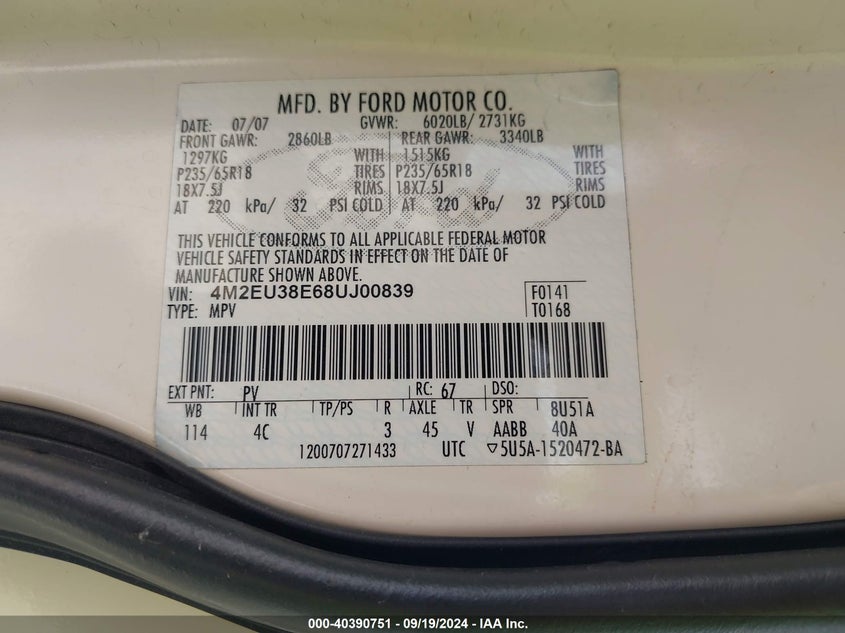 MFD. BY FORD MOTOR CO.
DATE: 07/07 GVWR: 6020LB/ 2731KG
FRONT GAWR: 2860LB REAR GAWR: 3340LB
1297KG WITH 1515KG WITH
P235/65R18 TIRES P235/65R18 TIRES
18X7.5J RIMS 18X7.5J RIMS
AT 220 kPa/ 32 PSI COLD AT 220 kPa/ 32 PSI COLD
THIS VEHICLE CONFORMS TO ALL APPLICABLE FEDERAL MOTOR
VEHICLE SAFETY STANDARDS IN EFFECT ON THE DATE OF
MANUFACTURE SHOWN ABOVE.
VIN: 4M2EU38E68UJ00839 F0141
TYPE: MPV T0168
EXT PNT: PV RC: 67 DSO:
WB INT TR TP/PS R AXLE TR SPR 8U51A
114 4C 3 45 V AABB 40A
1200707271433 UTC ▽5U5A-1520472-BA
000-40390751 - 09/19/2024 - IAA Inc.